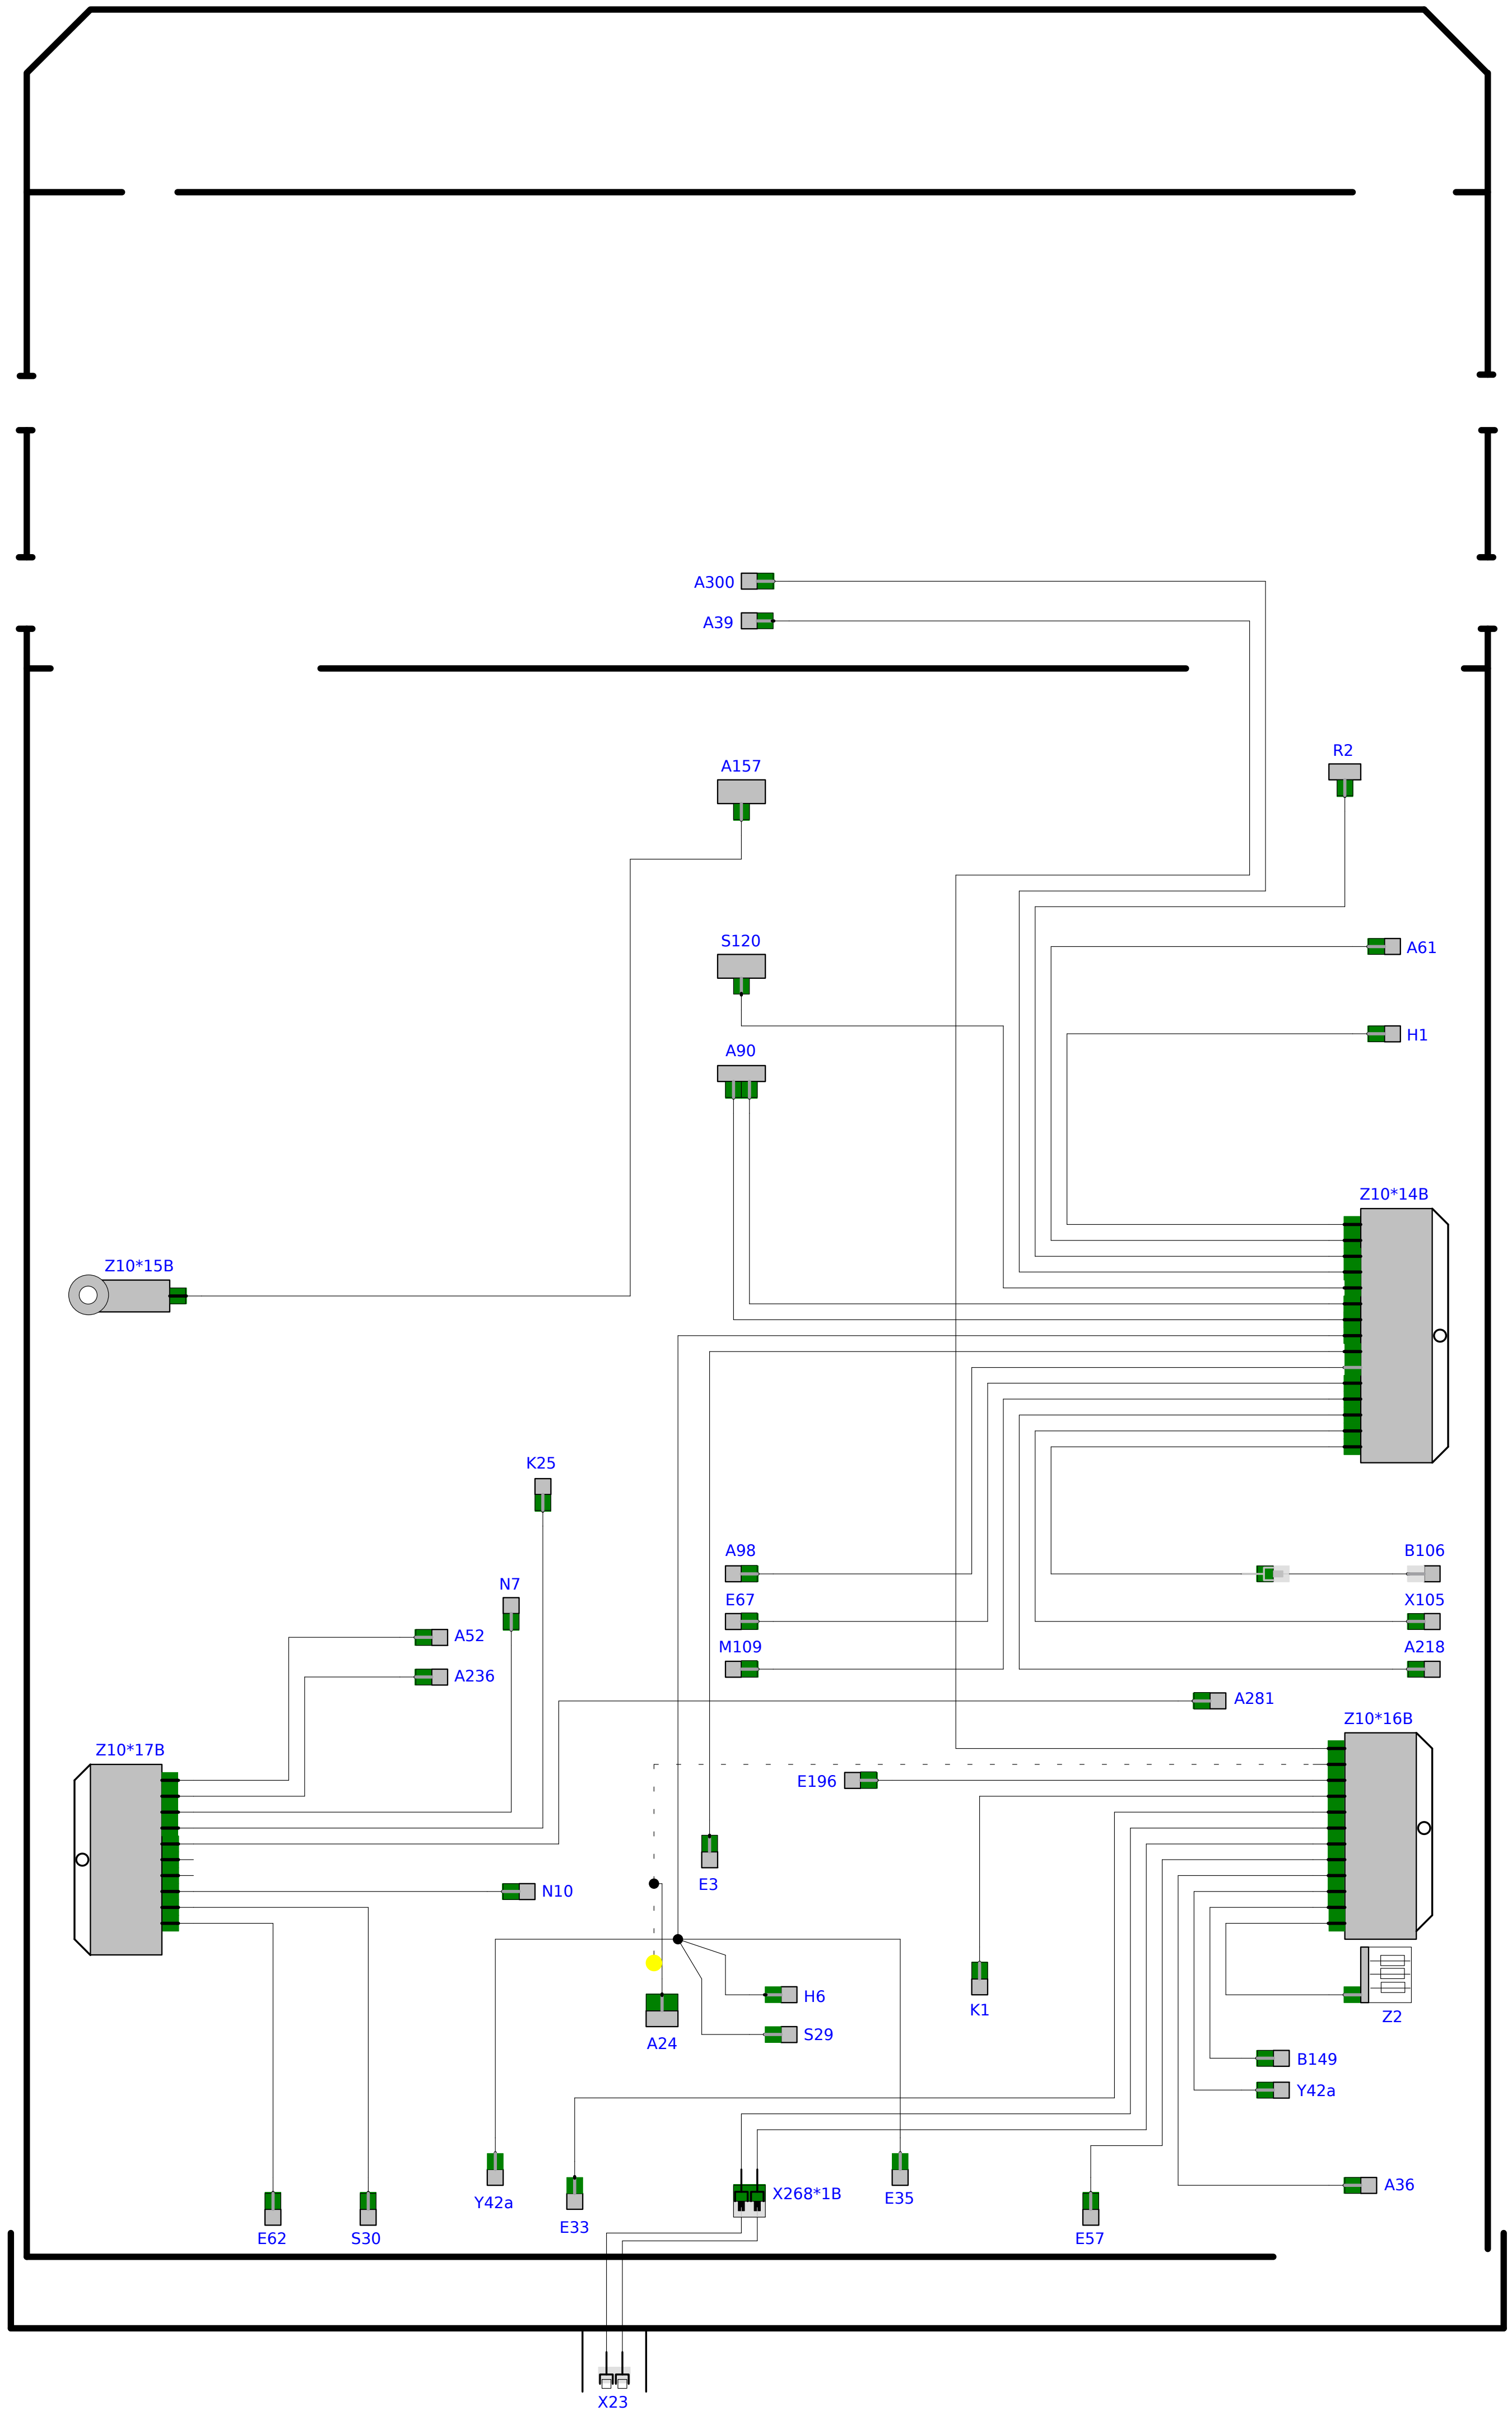 A300
A39
R2
A157
S120
A61
H1
A90
Z10*14B
Z10*15B
K25
A98
B106
N7
E67
X105
A52
M109
A218
A236
A281
Z10*17B
Z10*16B
E196
E3
N10
H6
K1
S29
A24
Z2
B149
Y42a
Y42a
A36
X268*1B
E35
E33
E62
S30
E57
X23